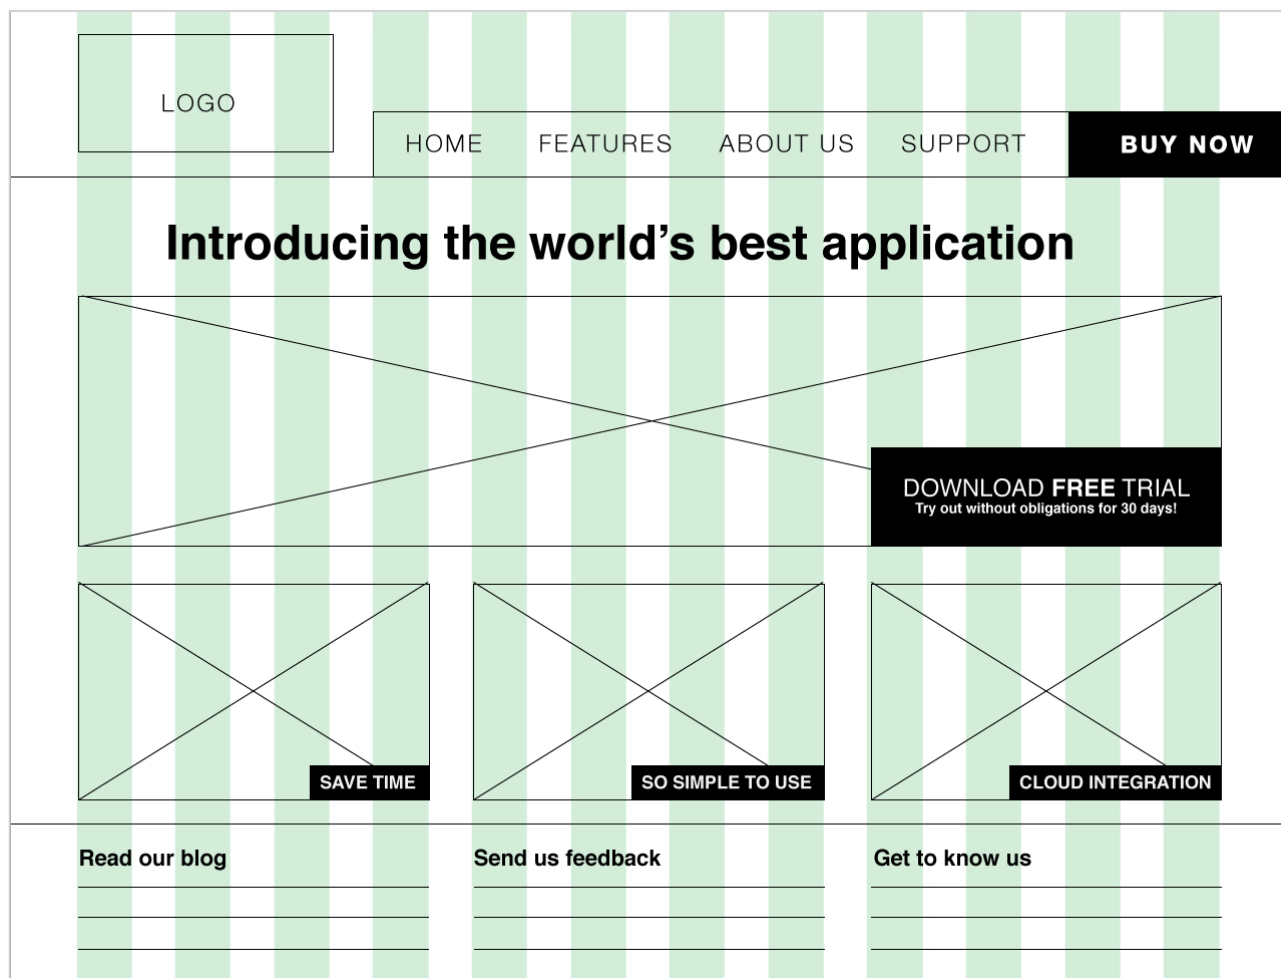 LOGO
HOME FEATURES ABOUT US SUPPORT BUY NOW
Introducing the world’s best application
DOWNLOAD FREE TRIAL
Try out without obligations for 30 days!
SAVE TIME
SO SIMPLE TO USE
CLOUD INTEGRATION
Read our blog
Send us feedback
Get to know us